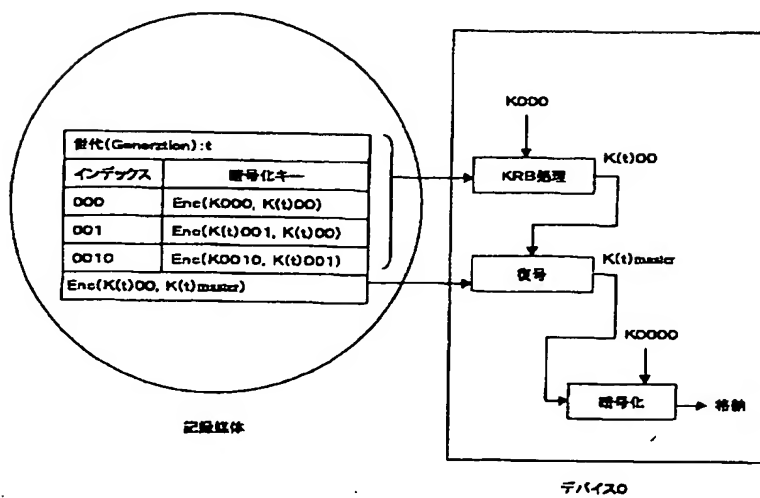 世代(Generation):t
インデックス 暗号化キー
000 Enc(K000, K(t)00)
001 Enc(K(t)001, K(t)00)
0010 Enc(K0010, K(t)001)
Enc(K(t)00, K(t)master)
記録媒体
K000
KRB処理
K(t)00
復号
K(t)master
K0000
暗号化
格納
デバイス0